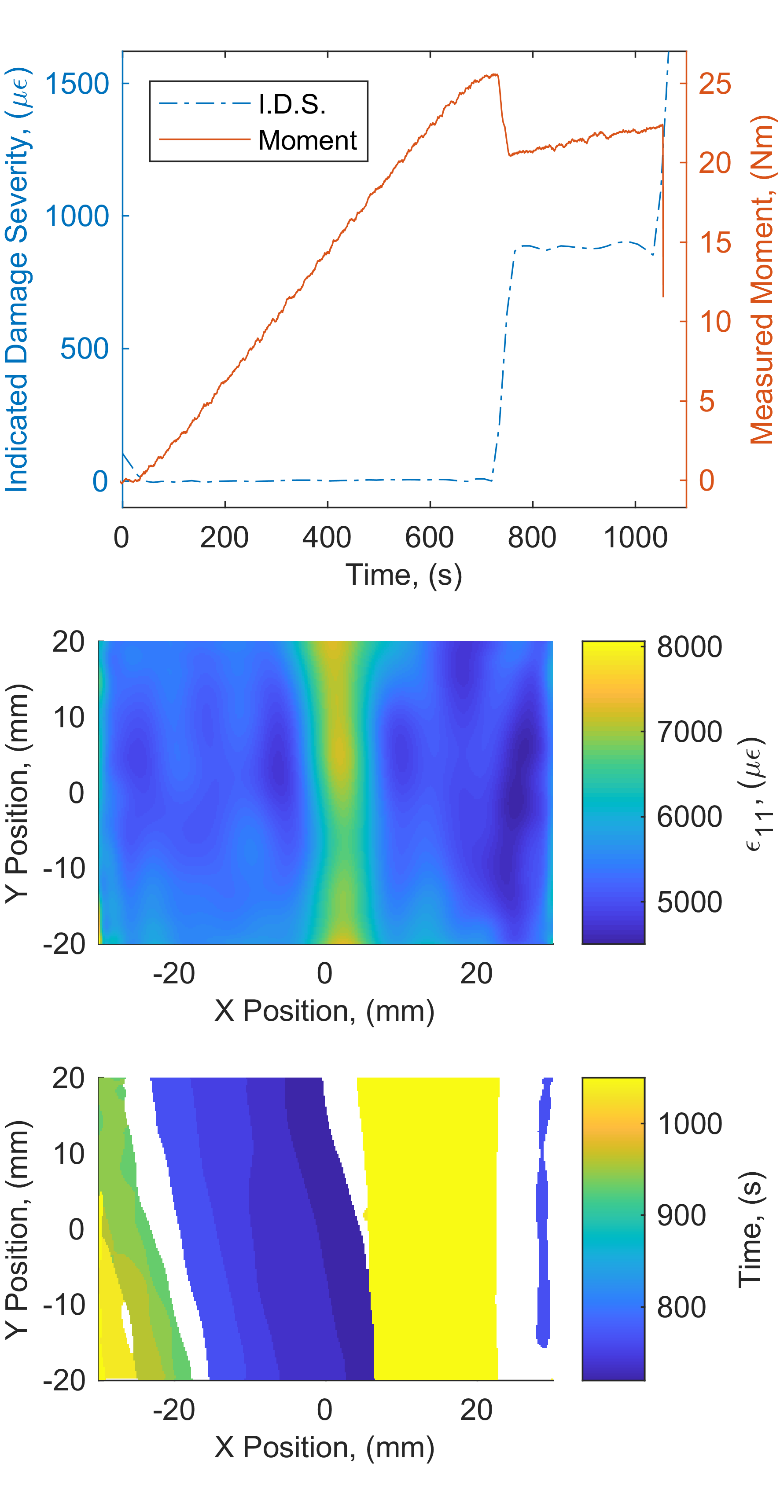 Indicated Damage Severity, (με)
1500
1000
500
0
I.D.S.
Moment
25
20
15
10
5
0
Measured Moment, (Nm)
0 200 400 600 800 1000
Time, (s)
Y Position, (mm)
20
10
0
-10
-20
-20 0 20
X Position, (mm)
8000
7000
6000
5000
ϵ11, (με)
Y Position, (mm)
20
10
0
-10
-20
-20 0 20
X Position, (mm)
1000
900
800
Time, (s)